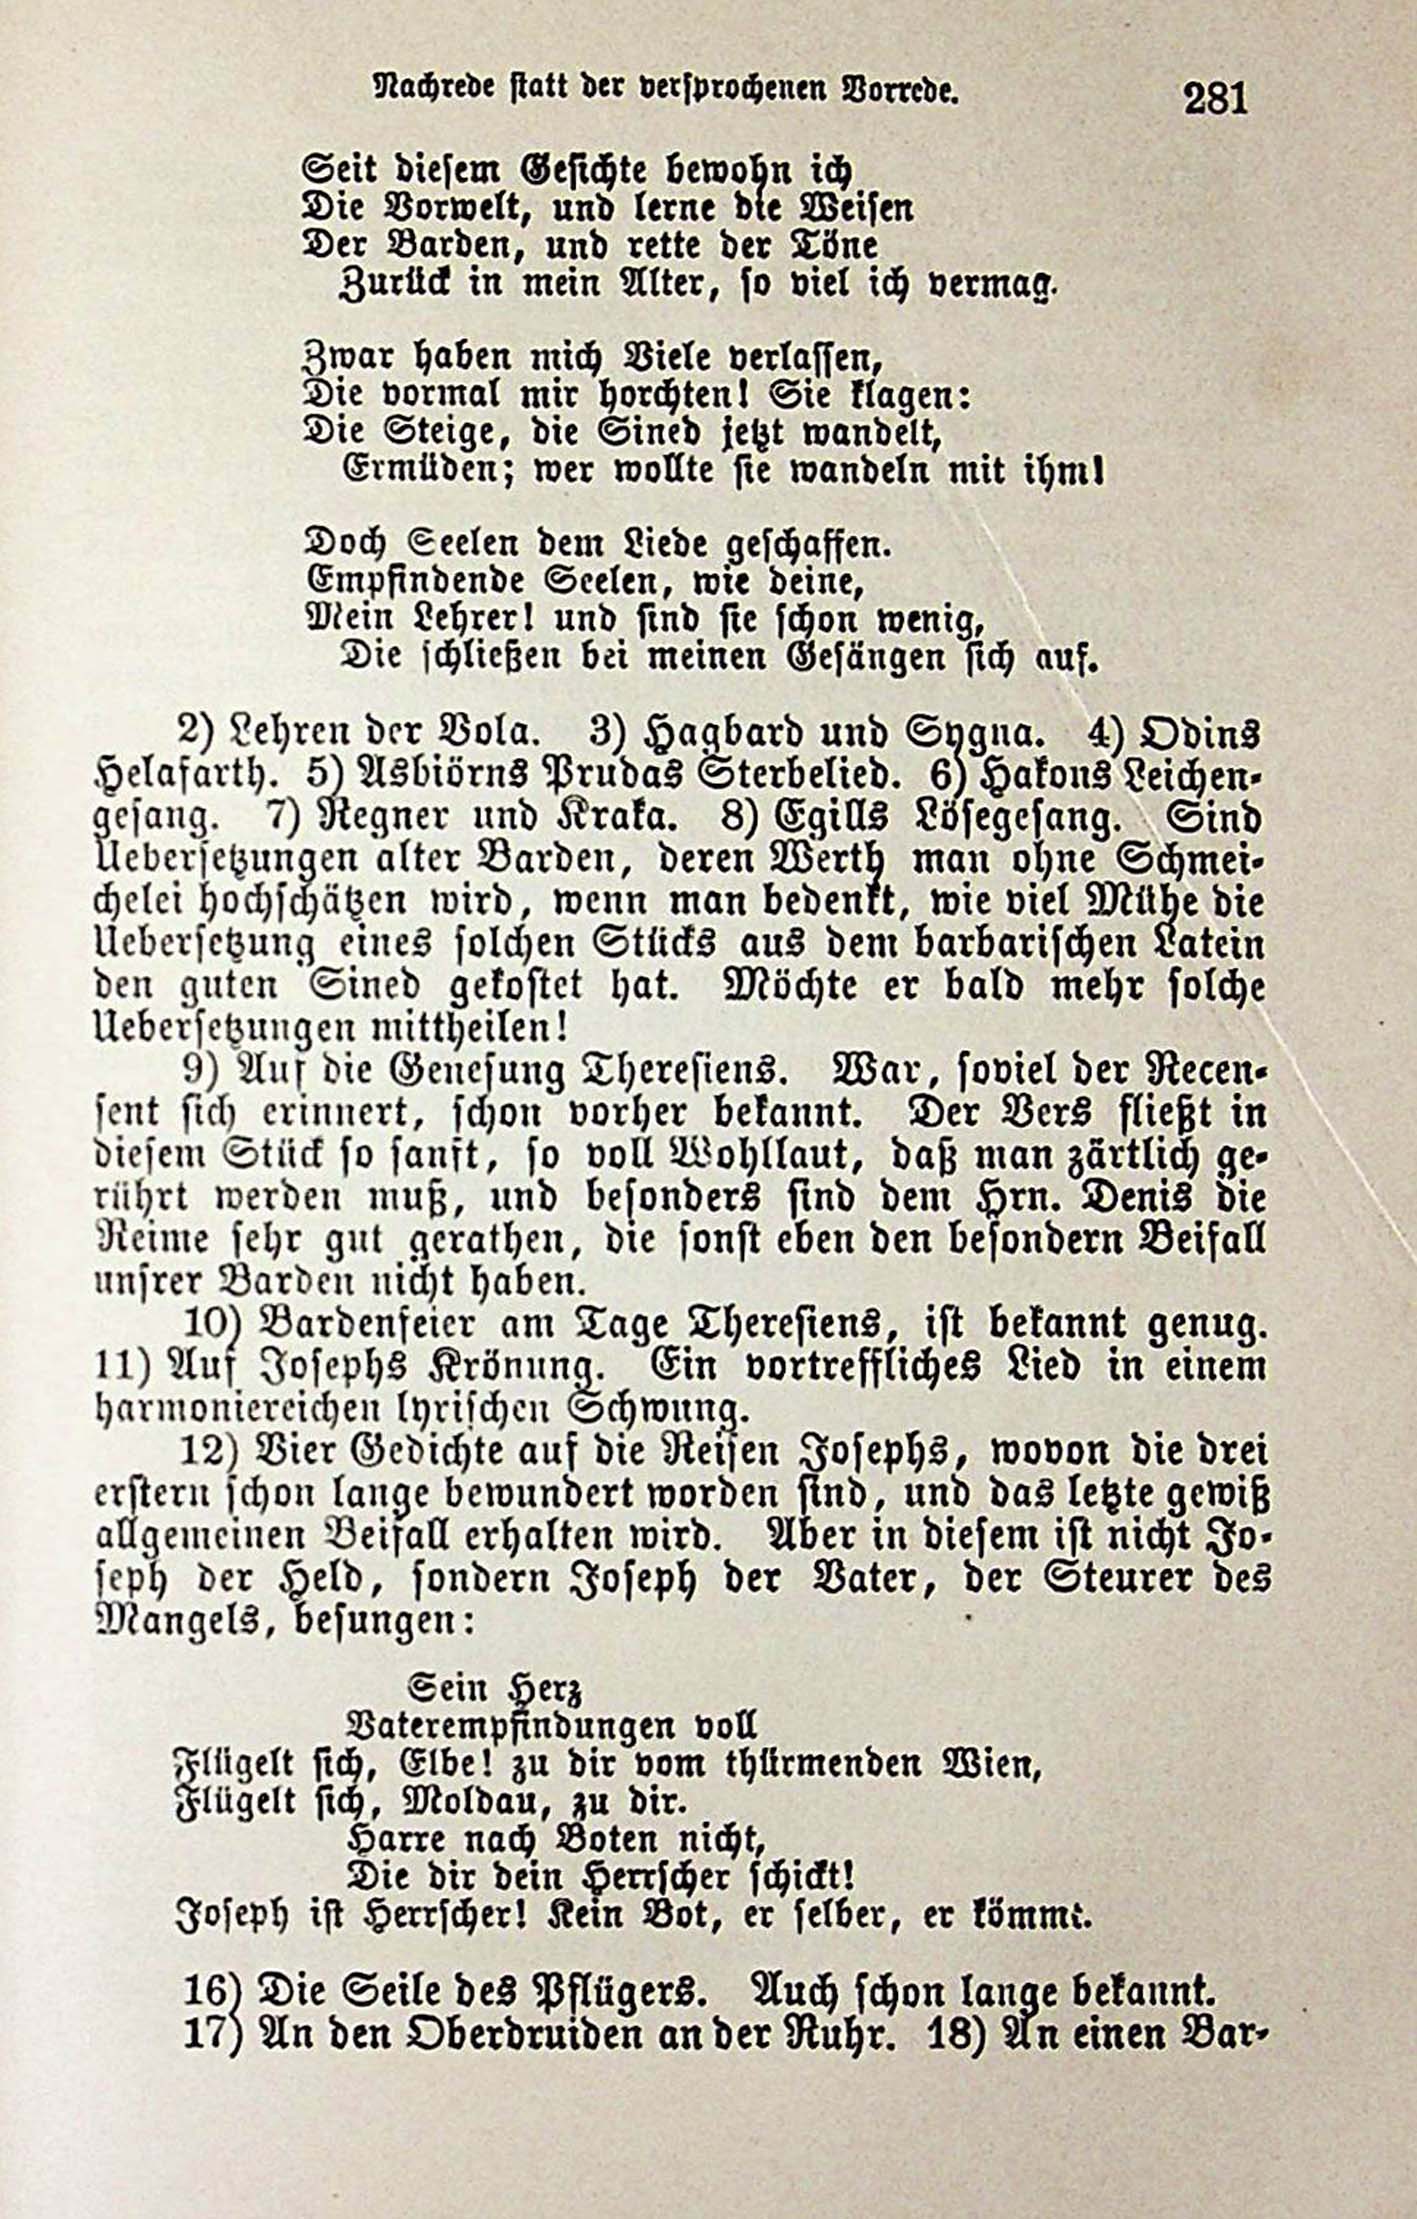 Nachrede statt der versprochenen Vorrede. 281
Seit diesem Gesichte bewohn ich
Die Vorwelt, und lerne die Weisen
Der Barden, und rette der Töne
Zurück in mein Alter, so viel ich vermag.
Zwar haben mich Viele verlassen,
Die vormal mir horchten! Sie klagen:
Die Steige, die Sined jetzt wandelt,
Ermüden; wer wollte sie wandeln mit ihm!
Doch Seelen dem Liede geschaffen.
Empfindende Seelen, wie deine,
Mein Lehrer! und sind sie schon wenig,
Die schließen bei meinen Gesängen sich auf.
2) Lehren der Vola. 3) Hagbard und Sygna. 4) Odins
Helafarth. 5) Asbiörns Prudas Sterbelied. 6) Hakons Leichen-
gesang. 7) Regner und Kraka. 8) Egills Lösegesang. Sind
Uebersetzungen alter Barden, deren Werth man ohne Schmei-
chelei hochschätzen wird, wenn man bedenkt, wie viel Mühe die
Uebersetzung eines solchen Stücks aus dem barbarischen Latein
den guten Sined gekostet hat. Möchte er bald mehr solche
Uebersetzungen mittheilen!
9) Auf die Genesung Theresiens. War, soviel der Recen-
sent sich erinnert, schon vorher bekannt. Der Vers fließt in
diesem Stück so sanft, so voll Wohllaut, daß man zärtlich ge-
rührt werden muß, und besonders sind dem Hrn. Denis die
Reime sehr gut gerathen, die sonst eben den besondern Beifall
unsrer Barden nicht haben.
10) Bardenfeier am Tage Theresiens, ist bekannt genug.
11) Auf Josephs Krönung. Ein vortreffliches Lied in einem
harmoniereichen lyrischen Schwung.
12) Vier Gedichte auf die Reisen Josephs, wovon die drei
erstern schon lange bewundert worden sind, und das letzte gewiß
allgemeinen Beifall erhalten wird. Aber in diesem ist nicht Jo-
seph der Held, sondern Joseph der Vater, der Steurer des
Mangels, besungen:
Sein Herz
Vaterempfindungen voll
Flügelt sich, Elbe! zu dir vom thürmenden Wien,
Flügelt sich, Moldau, zu dir.
Harre nach Boten nicht,
Die dir dein Herrscher schickt!
Joseph ist Herrscher! Kein Bot, er selber, er kömmt.
16) Die Seile des Pflügers. Auch schon lange bekannt.
17) An den Oberdruiden an der Ruhr. 18) An einen Bar-